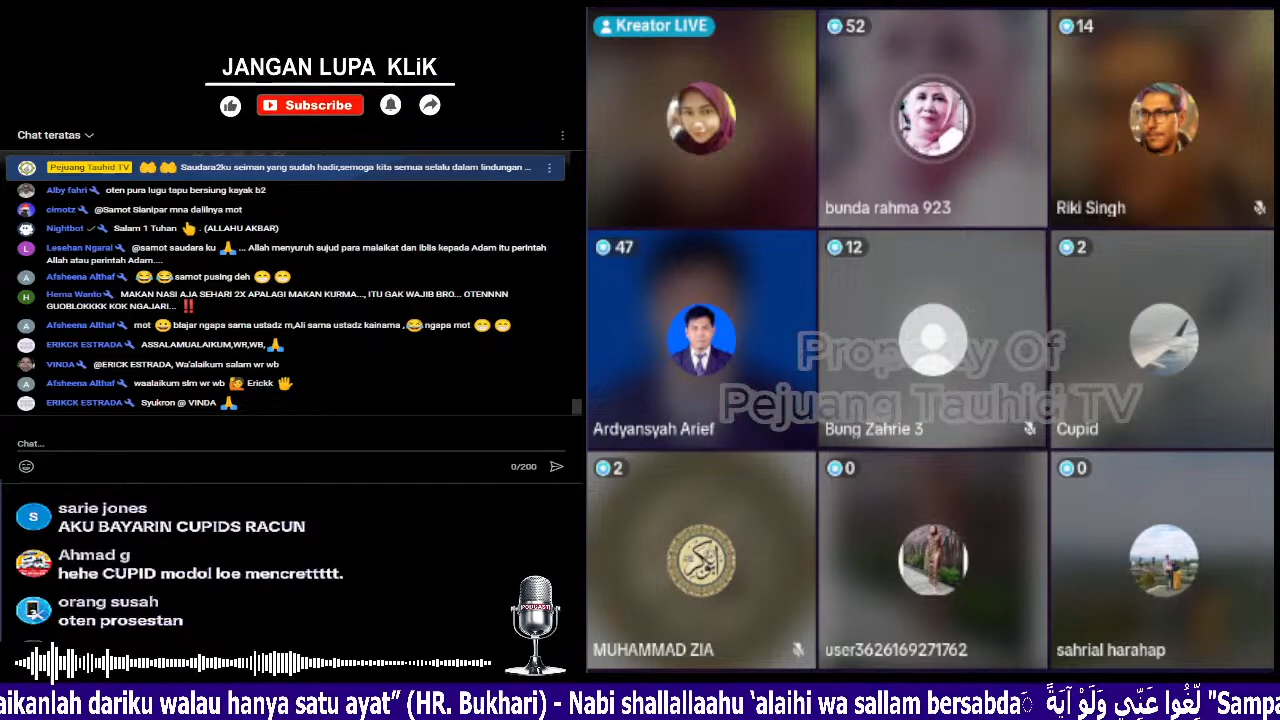 JANGAN LUPA KLiK
Subscribe
Chat teratas
Pejuang Tauhid TV Saudara2ku seiman yang sudah hadir,semoga kita semua selalu dalam lindungan ...
Alby fahri oten pura lugu tapu bersiung kayak b2
cimotz @Samot Sianipar mna dalilnya mot
Nightbot Salam 1 Tuhan 👆 . (ALLAHU AKBAR)
Lesehan Ngaral @samot saudara ku 🙏 ... Allah menyuruh sujud para malaikat dan iblis kepada Adam itu perintah
Allah atau perintah Adam....
Afsheena Althaf 😂 😂 samot pusing deh 😁 😁
Herna Wanto MAKAN NASI AJA SEHARI 2X APALAGI MAKAN KURMA..., ITU GAK WAJIB BRO... OTENNNN
GUOBLOKKKK KOK NGAJARI... ‼️
Afsheena Althaf mot 😀 blajar ngapa sama ustadz m,Ali sama ustadz kainama ,😂 ngapa mot 😁 😁
ERIKCK ESTRADA ASSALAMUALAIKUM,WR,WB, 🙏
VINDA @ERICK ESTRADA, Wa'alaikum salam wr wb
Afsheena Althaf waalaikum slm wr wb 🙋 Erickk 🖐
ERIKCK ESTRADA Syukron @ VINDA 🙏
Chat...
0/200
S
sarie jones
AKU BAYARIN CUPIDS RACUN
Ahmad g
hehe CUPID modol loe mencrettttt.
orang susah
oten prosestan
PODCAST
Kreator LIVE
52
bunda rahma 923
14
Riki Singh
47
Ardyansyah Arief
12
Bung Zahrie 3
2
Cupid
Property Of
Pejuang Tauhid TV
2
MUHAMMAD ZIA
0
user3626169271762
0
sahrial harahap
aikanlah dariku walau hanya satu ayat” (HR. Bukhari) - Nabi shallallaahu ‘alaihi wa sallam bersabda َ لِّغُوا عَنِّي وَلَوْ آيَةً "Sampa